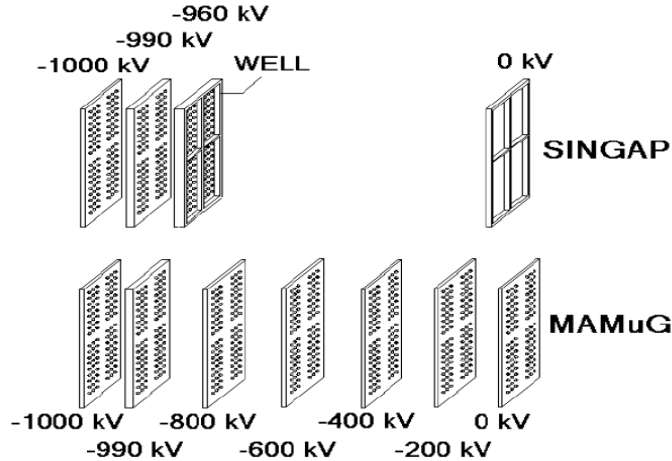 -960 kV
-990 kV
-1000 kV
WELL
0 kV
SINGAP
MAMuG
-1000 kV
-990 kV
-800 kV
-600 kV
-400 kV
-200 kV
0 kV